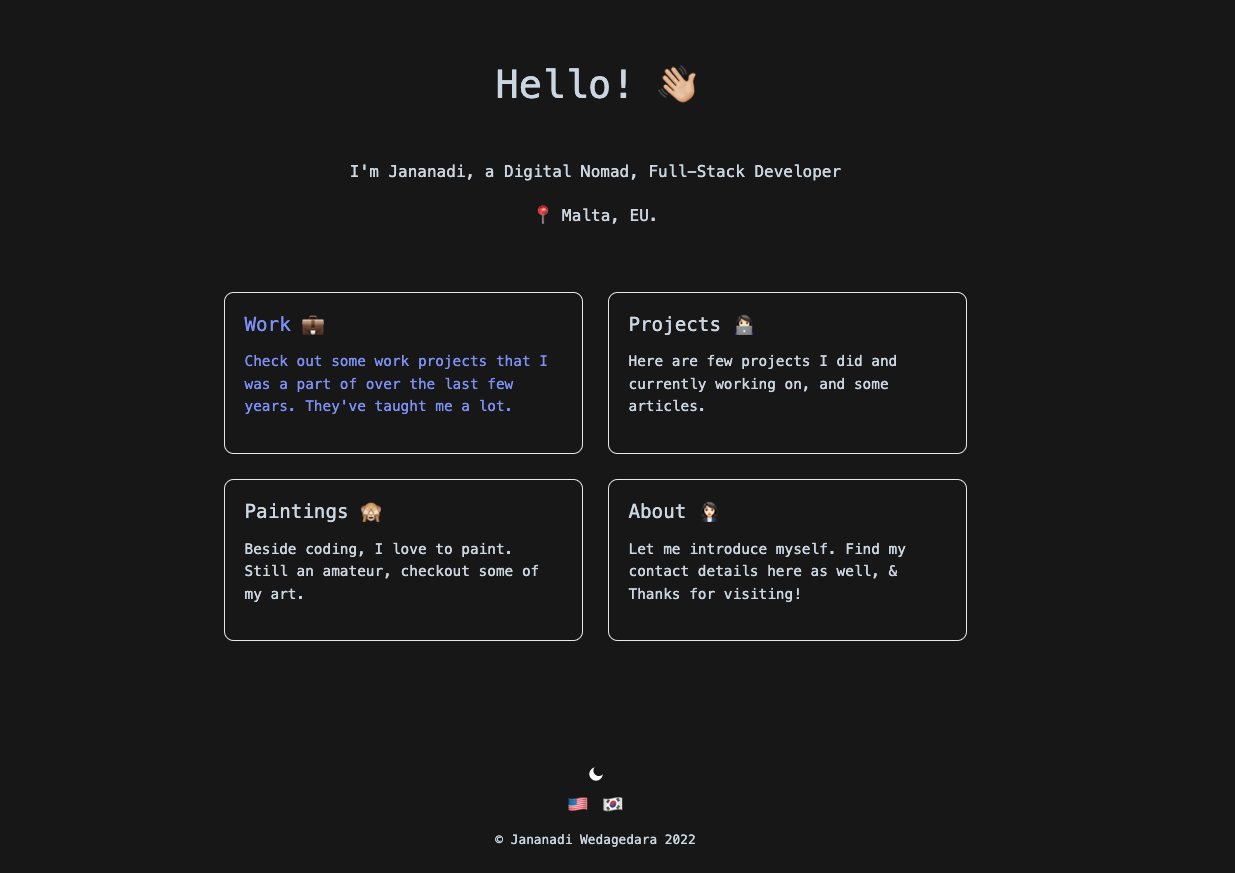 Hello! 👋🏼
I'm Jananadi, a Digital Nomad, Full-Stack Developer
📍 Malta, EU.
Work 💼
Check out some work projects that I
was a part of over the last few
years. They've taught me a lot.
Projects 👩🏻‍💻
Here are few projects I did and
currently working on, and some
articles.
Paintings 🙈
Beside coding, I love to paint.
Still an amateur, checkout some of
my art.
About 👩🏻‍💼
Let me introduce myself. Find my
contact details here as well, &
Thanks for visiting!
🇺🇸 🇰🇷
© Jananadi Wedagedara 2022